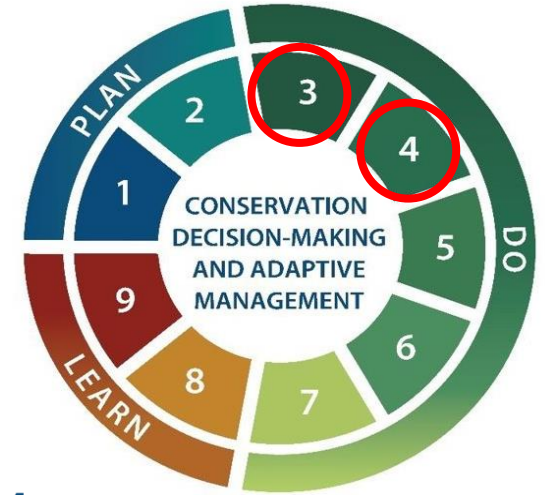 PLAN
DO
LEARN
1
2
3
4
5
6
7
8
9
CONSERVATION
DECISION-MAKING
AND ADAPTIVE
MANAGEMENT